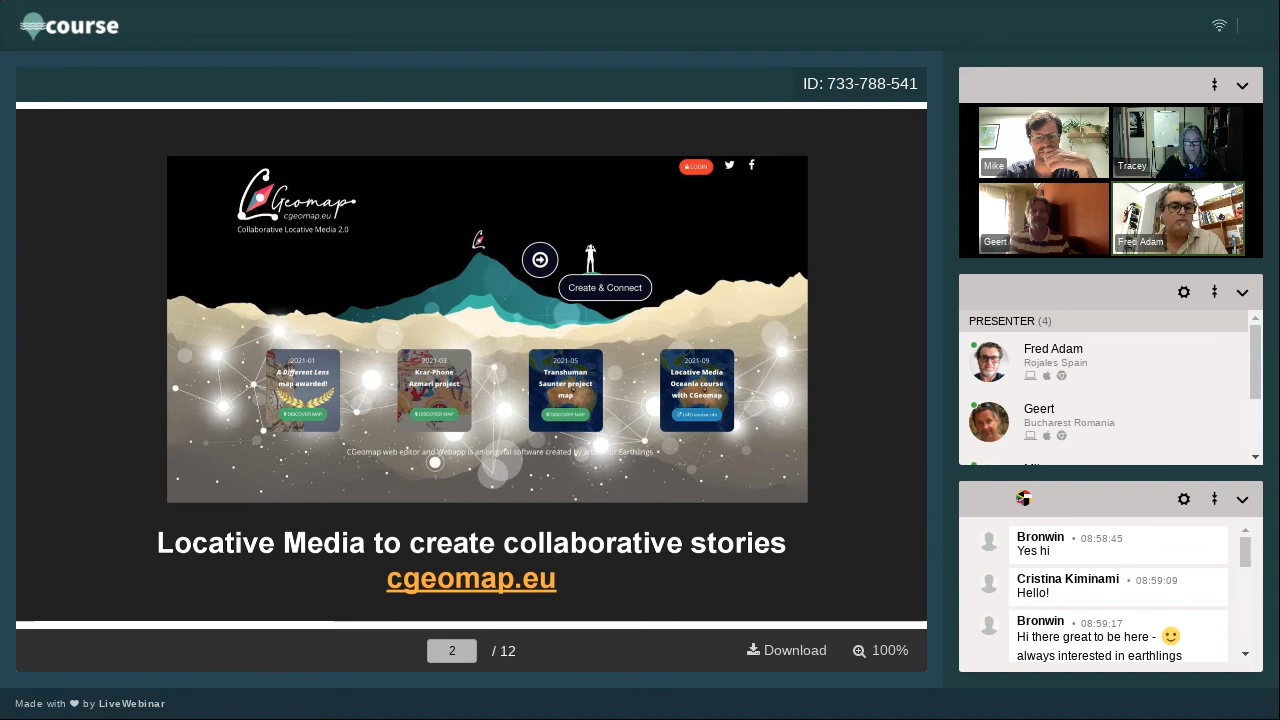 course
ID: 733-788-541
LOGIN
Geomap
cgeomap.eu
Collaborative Locative Media 2.0
Create & Connect
2021-01
A Different Lens
map awarded!
DISCOVER MAP
2021-03
Krar-Phone
Azmari project
DISCOVER MAP
2021-05
Transhuman
Saunter project
map
DISCOVER MAP
2021-09
Locative Media
Oceania course
with CGeomap
LMO course info
CGeomap web editor and Webapp is an original software created by artists for Earthlings
Locative Media to create collaborative stories
cgeomap.eu
2 / 12
Download
100%
Mike
Tracey
Geert
Fred Adam
PRESENTER (4)
Fred Adam
Rojales Spain
Geert
Bucharest Romania
Bronwin • 08:58:45
Yes hi
Cristina Kiminami • 08:59:09
Hello!
Bronwin • 08:59:17
Hi there great to be here - 🙂
always interested in earthlings
Made with ❤ by LiveWebinar